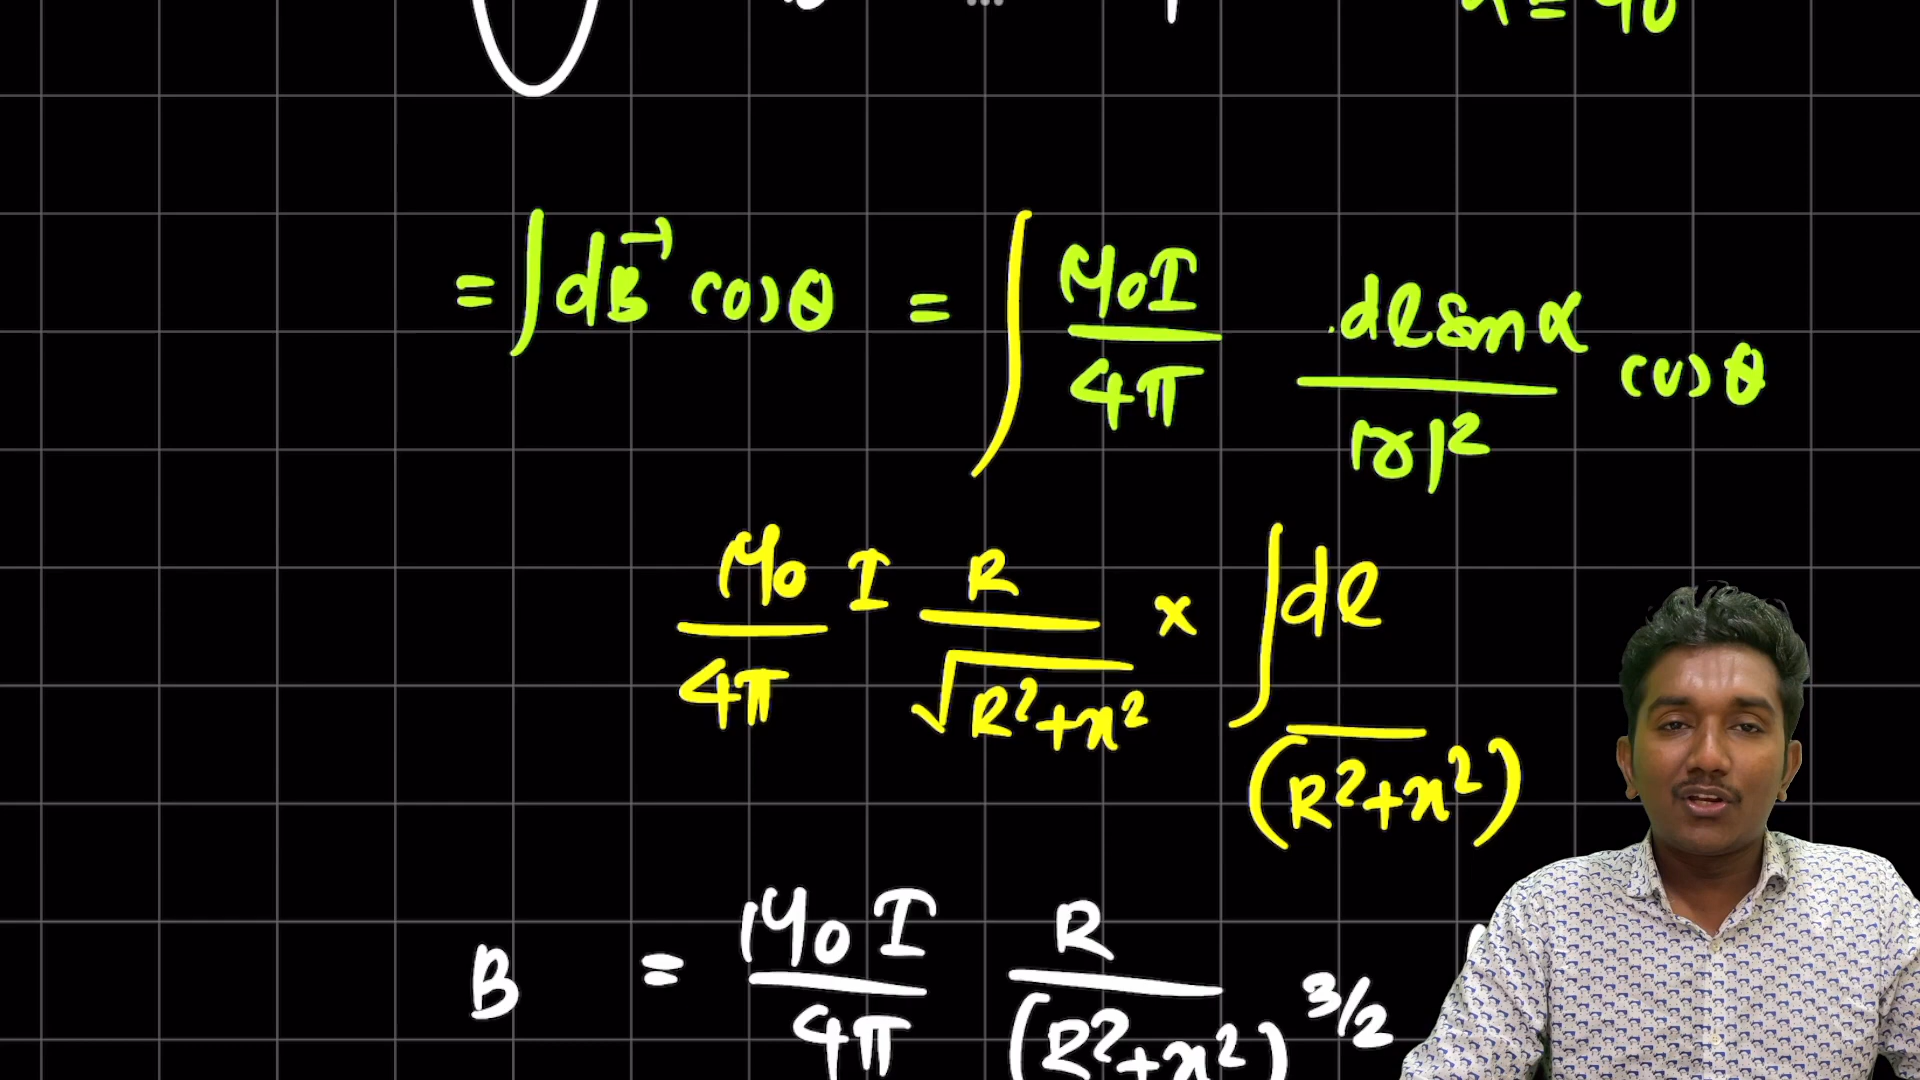 α = 90
= ∫ dB⃗ cosθ = ∫ μ0I/4π dl sinα/|r|² cosθ
μ0/4π I R/√(R²+x²) × ∫ dl/(R²+x²)
B = μ0I/4π R/(R²+x²)^3/2